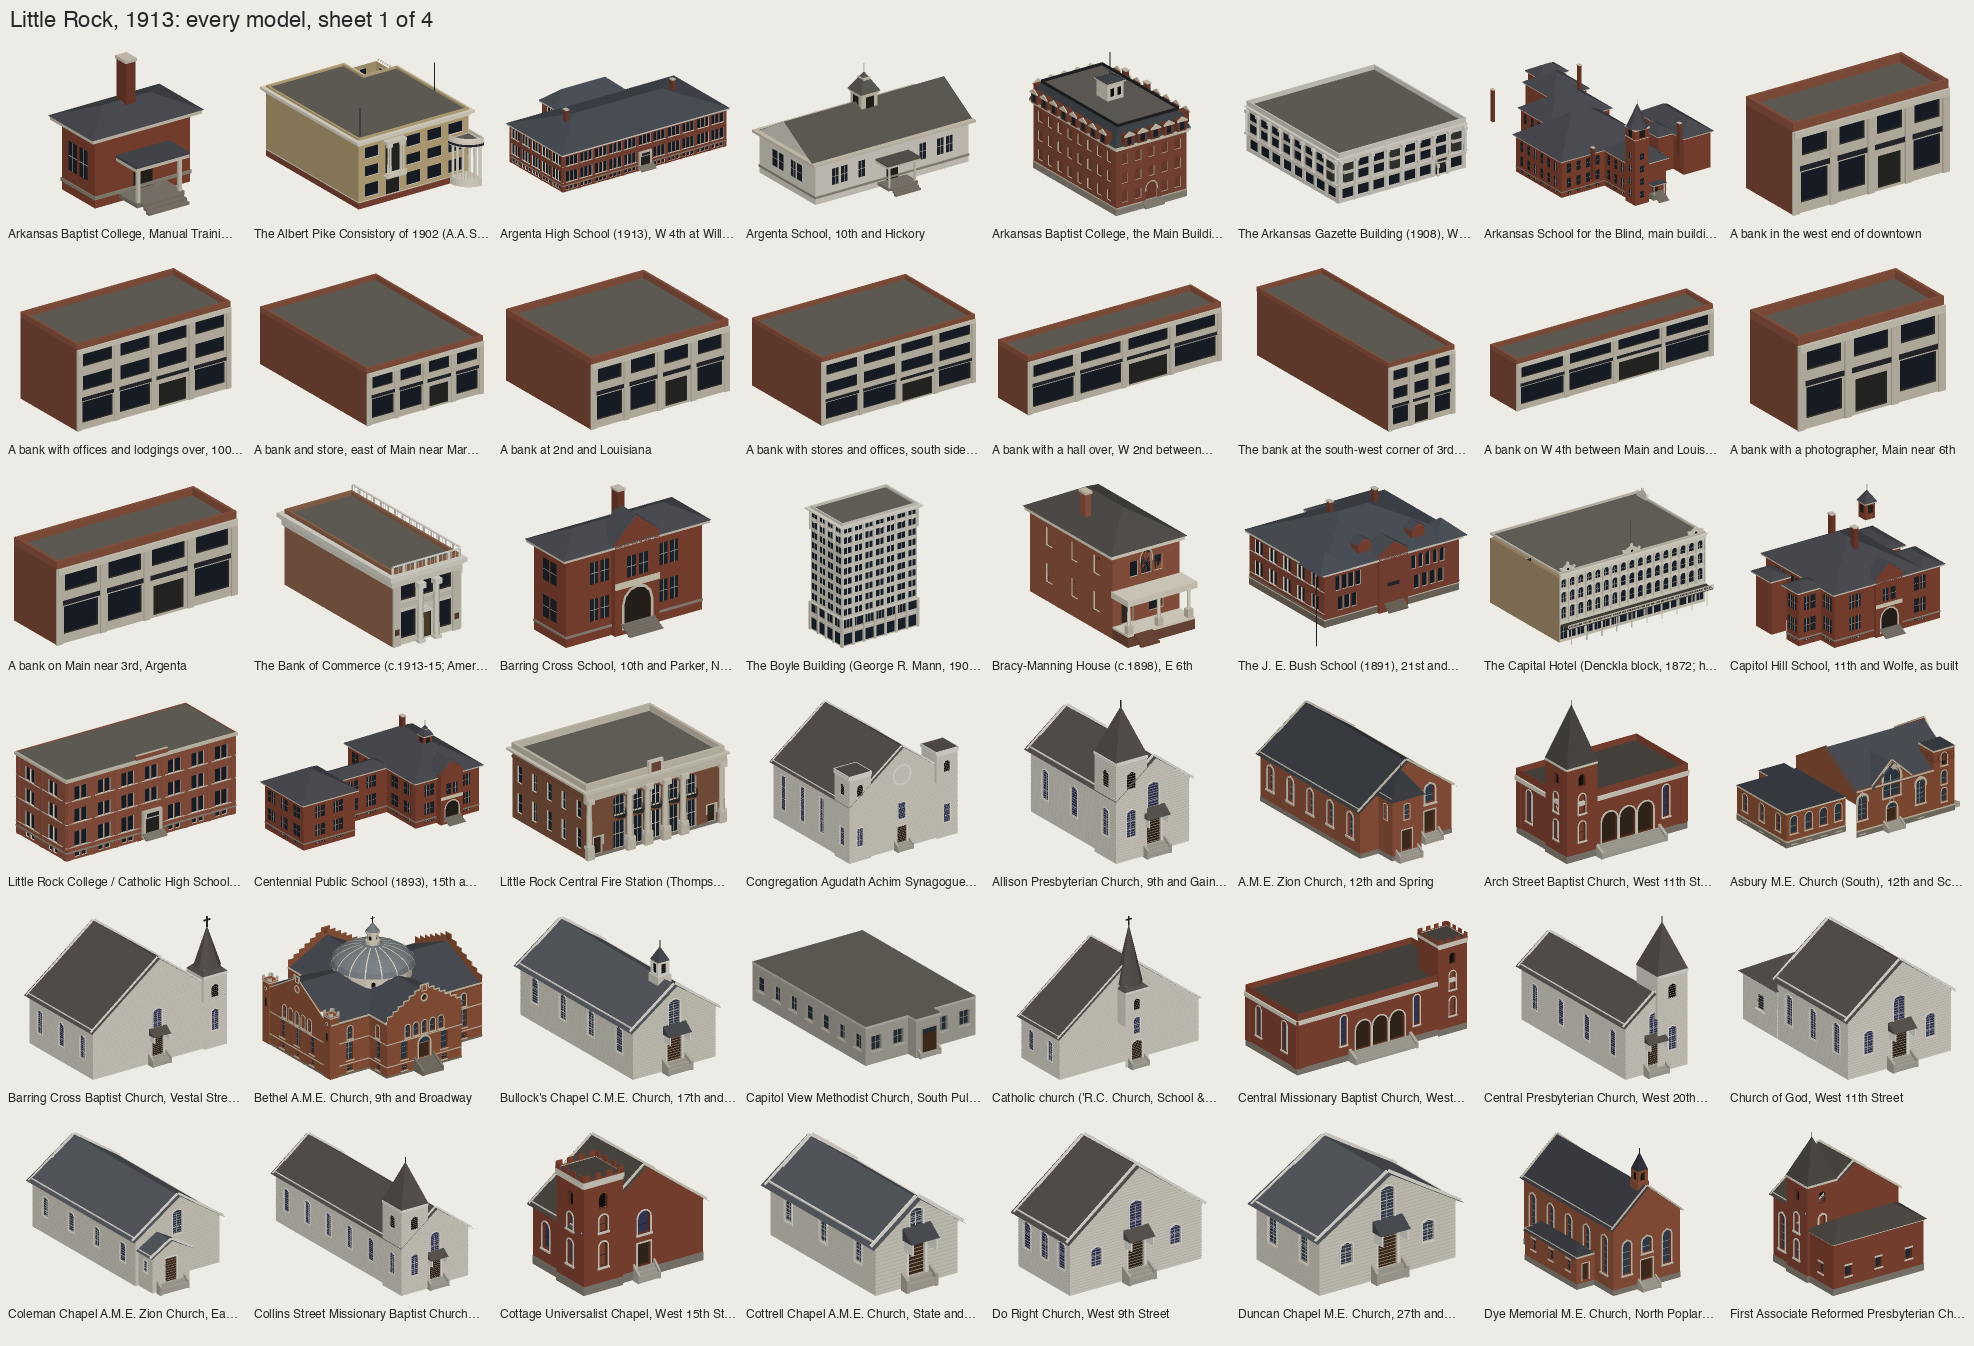 Little Rock, 1913: every model, sheet 1 of 4
Arkansas Baptist College, Manual Traini...
The Albert Pike Consistory of 1902 (A.A.S...
Argenta High School (1913), W 4th at Will...
Argenta School, 10th and Hickory
Arkansas Baptist College, the Main Buildi...
The Arkansas Gazette Building (1908), W...
Arkansas School for the Blind, main buildi...
A bank in the west end of downtown
A bank with offices and lodgings over, 100...
A bank and store, east of Main near Mar...
A bank at 2nd and Louisiana
A bank with stores and offices, south side...
A bank with a hall over, W 2nd between...
The bank at the south-west corner of 3rd...
A bank on W 4th between Main and Louis...
A bank with a photographer, Main near 6th
A bank on Main near 3rd, Argenta
The Bank of Commerce (c.1913-15; Amer...
Barring Cross School, 10th and Parker, N...
The Boyle Building (George R. Mann, 190...
Bracy-Manning House (c.1898), E 6th
The J. E. Bush School (1891), 21st and...
The Capital Hotel (Denckla block, 1872; h...
Capitol Hill School, 11th and Wolfe, as built
Little Rock College / Catholic High School...
Centennial Public School (1893), 15th a...
Little Rock Central Fire Station (Thomps...
Congregation Agudath Achim Synagogue...
Allison Presbyterian Church, 9th and Gain...
A.M.E. Zion Church, 12th and Spring
Arch Street Baptist Church, West 11th St...
Asbury M.E. Church (South), 12th and Sc...
Barring Cross Baptist Church, Vestal Stre...
Bethel A.M.E. Church, 9th and Broadway
Bullock's Chapel C.M.E. Church, 17th and...
Capitol View Methodist Church, South Pul...
Catholic church ('R.C. Church, School &...
Central Missionary Baptist Church, West...
Central Presbyterian Church, West 20th...
Church of God, West 11th Street
Coleman Chapel A.M.E. Zion Church, Ea...
Collins Street Missionary Baptist Church...
Cottage Universalist Chapel, West 15th St...
Cottrell Chapel A.M.E. Church, State and...
Do Right Church, West 9th Street
Duncan Chapel M.E. Church, 27th and...
Dye Memorial M.E. Church, North Poplar...
First Associate Reformed Presbyterian Ch...